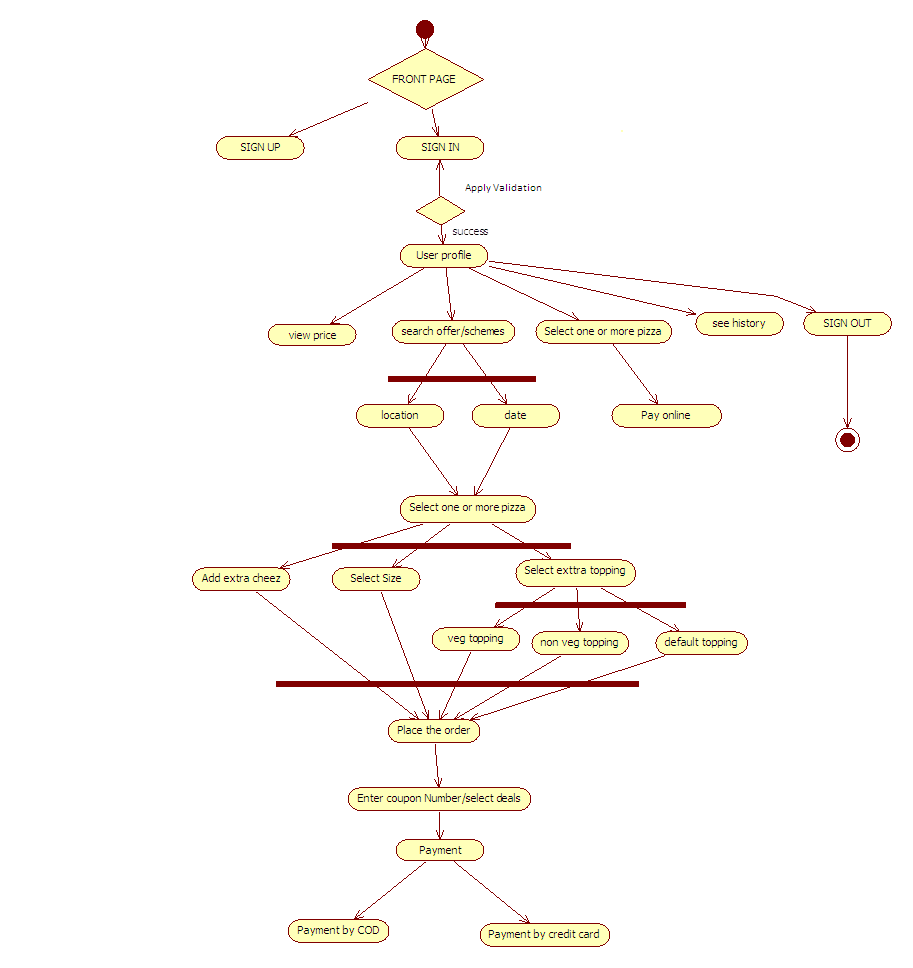 FRONT PAGE
SIGN UP
SIGN IN
Apply Validation
success
User profile
view price
search offer/schemes
Select one or more pizza
see history
SIGN OUT
location
date
Pay online
Select one or more pizza
Add extra cheez
Select Size
Select exttra topping
veg topping
non veg topping
default topping
Place the order
Enter coupon Number/select deals
Payment
Payment by COD
Payment by credit card